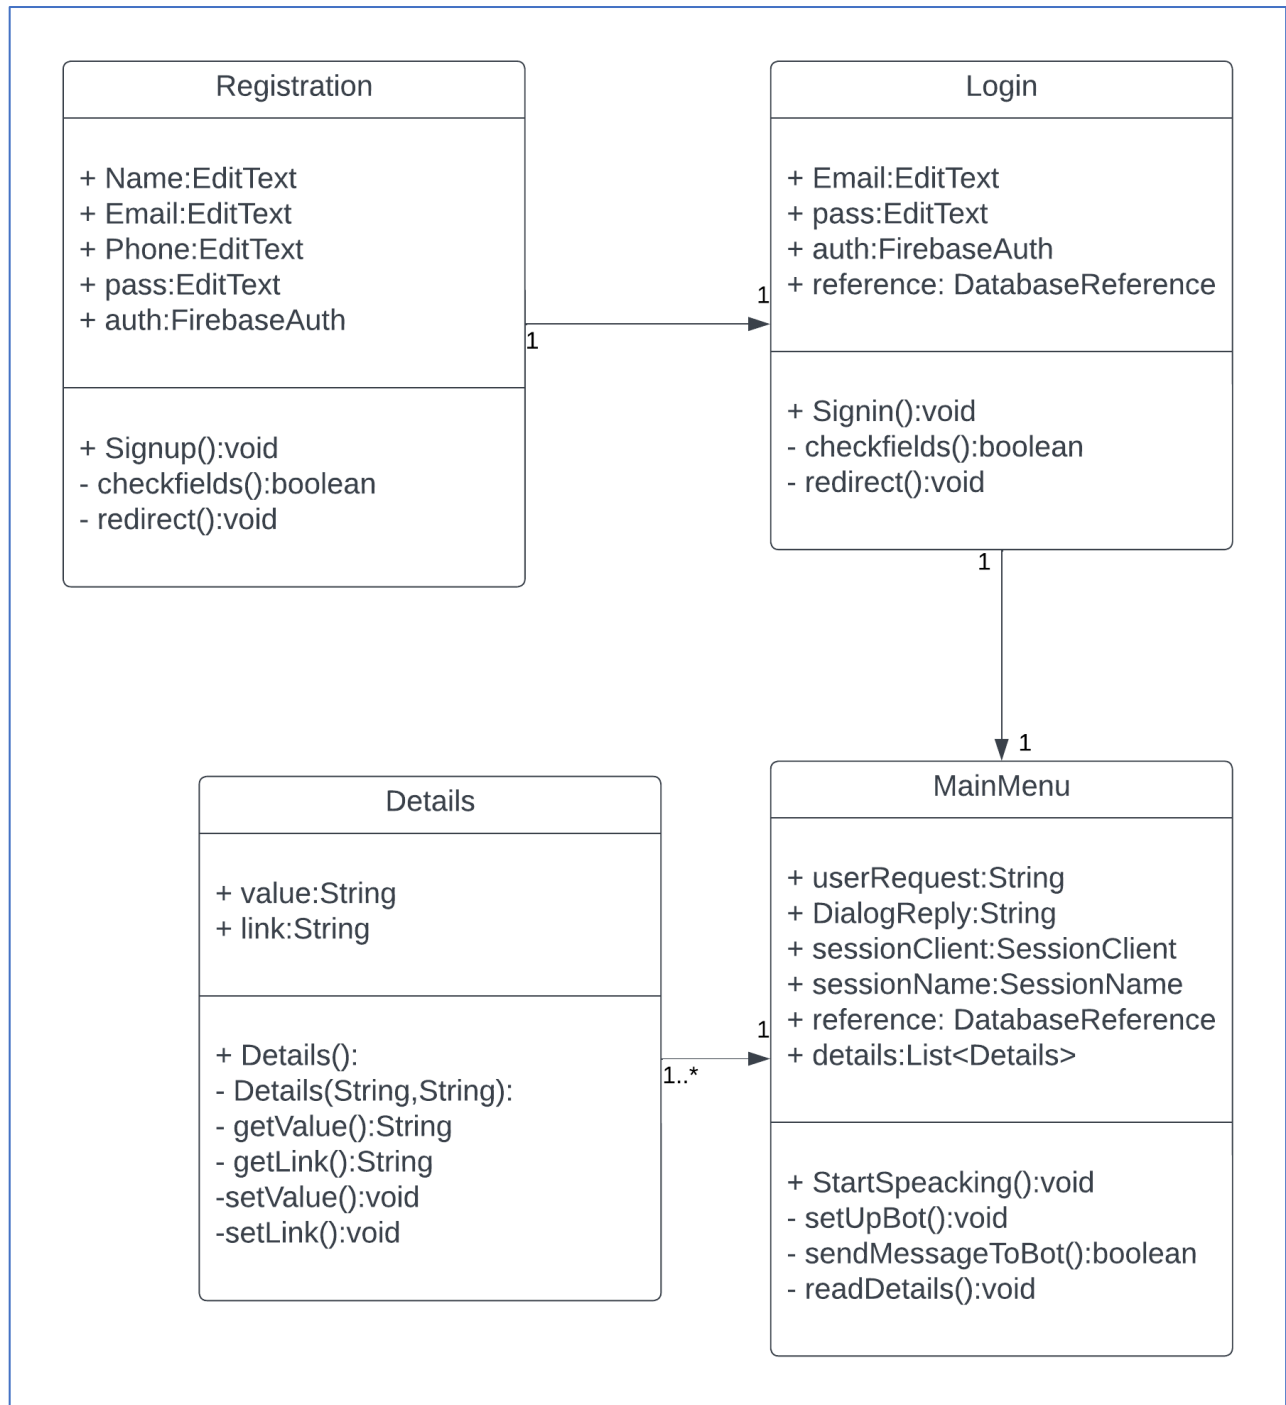 Registration
+ Name:EditText
+ Email:EditText
+ Phone:EditText
+ pass:EditText
+ auth:FirebaseAuth
+ Signup():void
- checkfields():boolean
- redirect():void
1
1
Login
+ Email:EditText
+ pass:EditText
+ auth:FirebaseAuth
+ reference: DatabaseReference
+ Signin():void
- checkfields():boolean
- redirect():void
1
1
Details
+ value:String
+ link:String
+ Details():
- Details(String,String):
- getValue():String
- getLink():String
-setValue():void
-setLink():void
1..*
1
MainMenu
+ userRequest:String
+ DialogReply:String
+ sessionClient:SessionClient
+ sessionName:SessionName
+ reference: DatabaseReference
+ details:List<Details>
+ StartSpeacking():void
- setUpBot():void
- sendMessageToBot():boolean
- readDetails():void